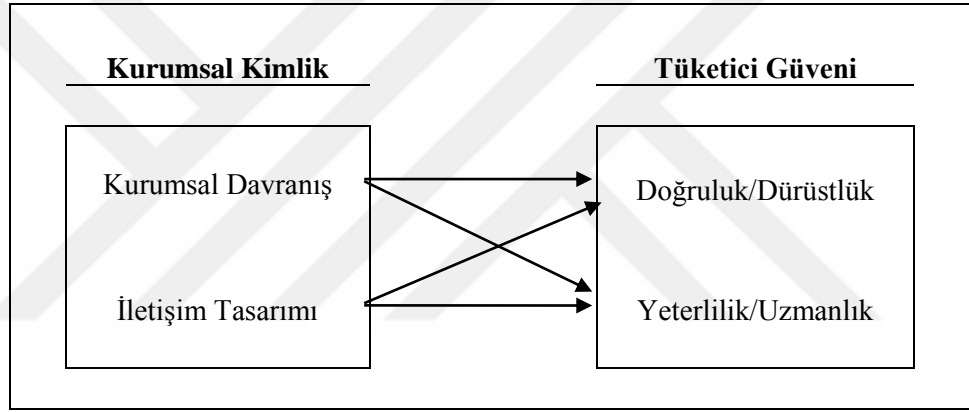 Kurumsal Kimlik
Tüketici Güveni
Kurumsal Davranış
Doğruluk/Dürüstlük
İletişim Tasarımı
Yeterlilik/Uzmanlık